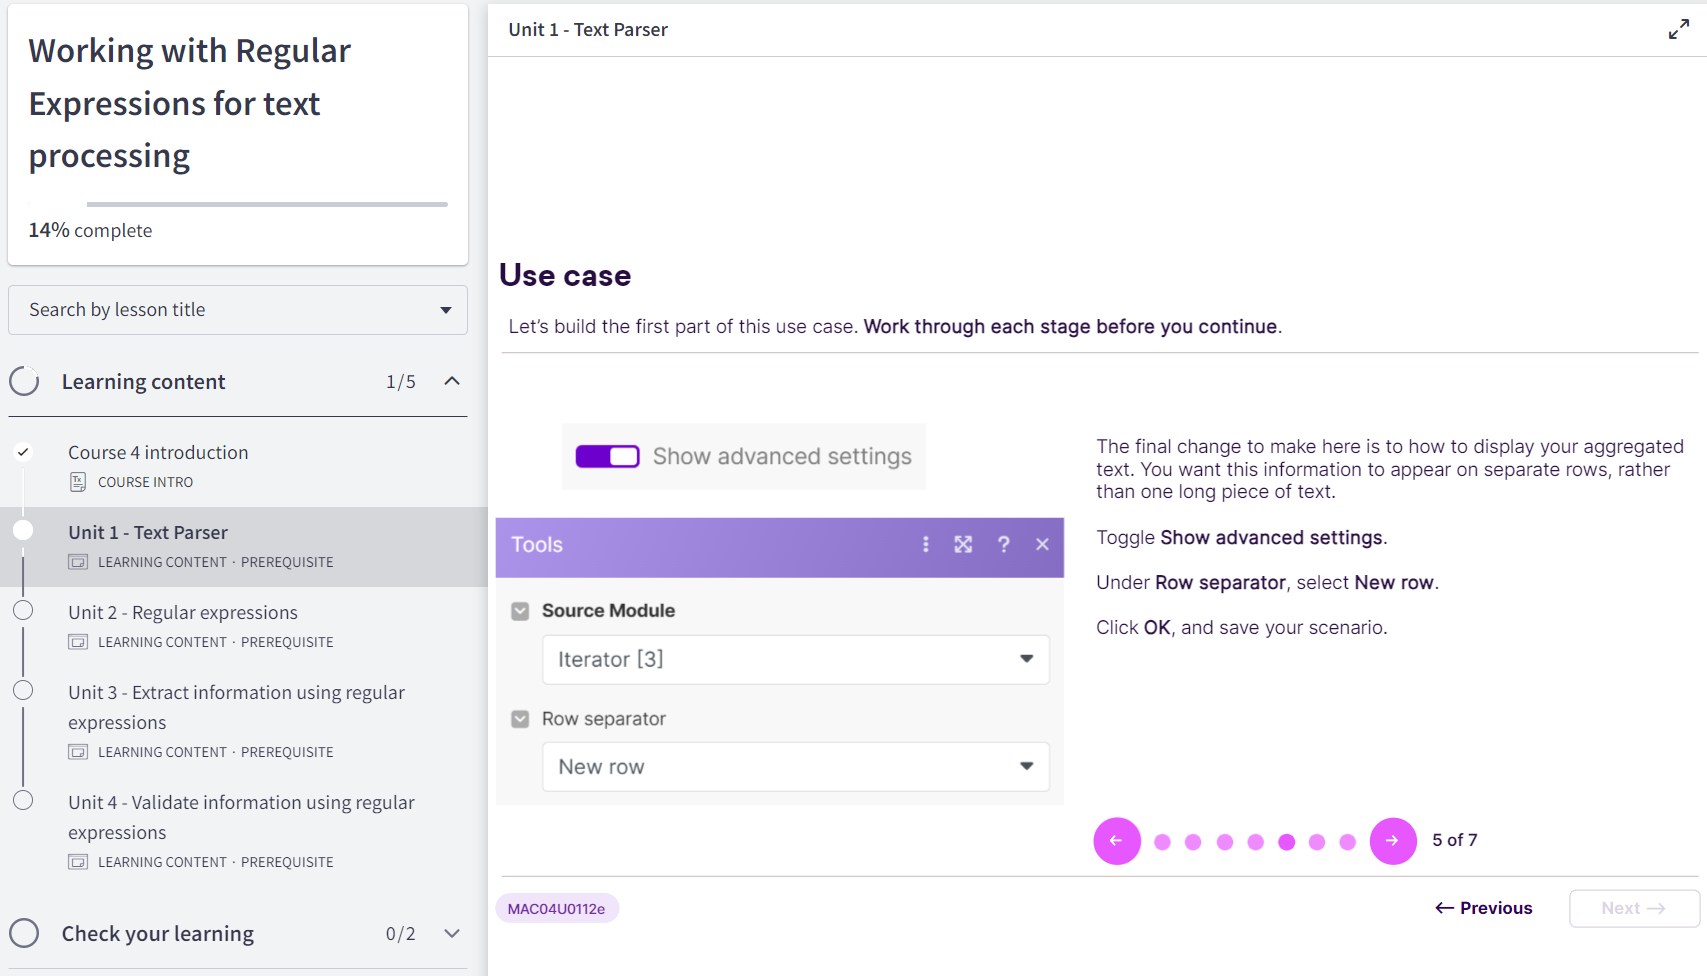 Working with Regular
Expressions for text
processing
14% complete
Search by lesson title
Learning content 1/5
Course 4 introduction
COURSE INTRO
Unit 1 - Text Parser
LEARNING CONTENT · PREREQUISITE
Unit 2 - Regular expressions
LEARNING CONTENT · PREREQUISITE
Unit 3 - Extract information using regular
expressions
LEARNING CONTENT · PREREQUISITE
Unit 4 - Validate information using regular
expressions
LEARNING CONTENT · PREREQUISITE
Check your learning 0/2
Unit 1 - Text Parser
Use case
Let's build the first part of this use case. Work through each stage before you continue.
Show advanced settings
Tools
Source Module
Iterator [3]
Row separator
New row
The final change to make here is to how to display your aggregated
text. You want this information to appear on separate rows, rather
than one long piece of text.
Toggle Show advanced settings.
Under Row separator, select New row.
Click OK, and save your scenario.
5 of 7
MAC04U0112e
← Previous
Next →